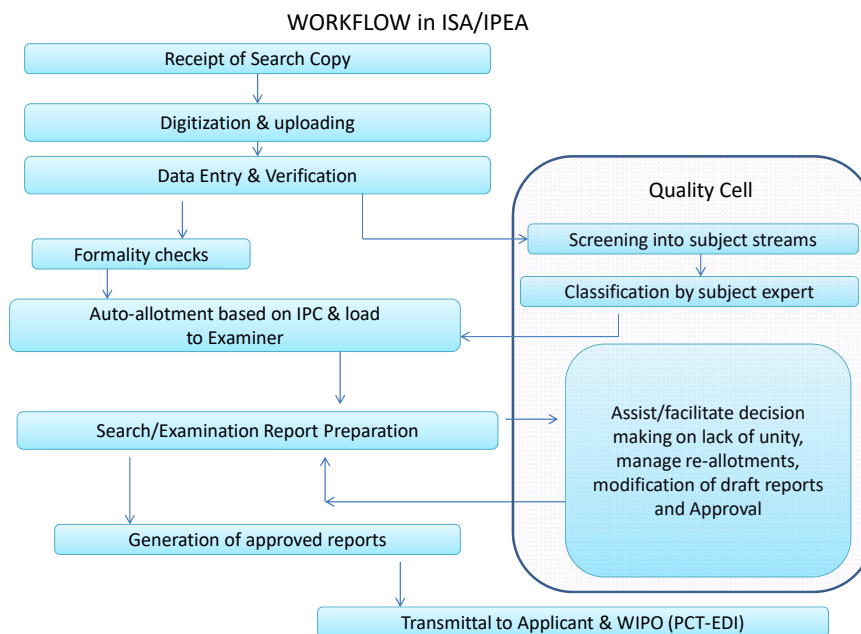 WORKFLOW in ISA/IPEA
Receipt of Search Copy
Digitization & uploading
Data Entry & Verification
Quality Cell
Screening into subject streams
Formality checks
Classification by subject expert
Auto-allotment based on IPC & load
to Examiner
Search/Examination Report Preparation
Assist/facilitate decision
making on lack of unity,
manage re-allotments,
modification of draft reports
and Approval
Generation of approved reports
Transmittal to Applicant & WIPO (PCT-EDI)